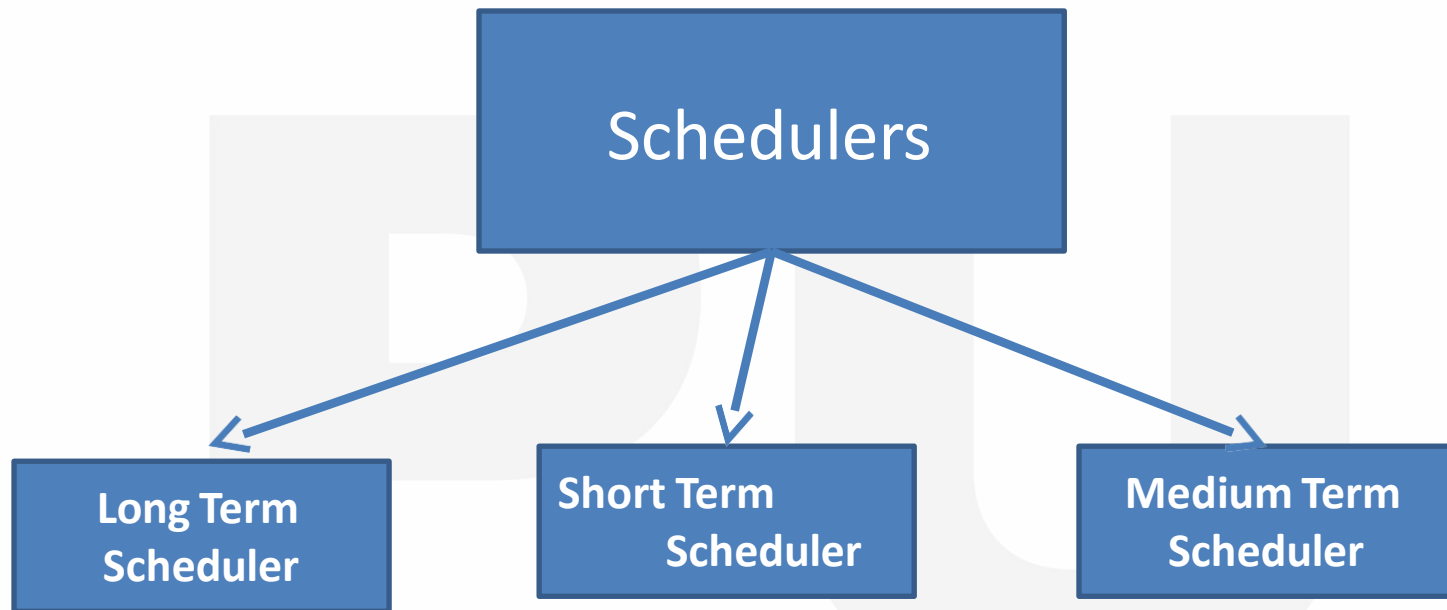 Schedulers
Long Term
Scheduler
Short Term
Scheduler
Medium Term
Scheduler